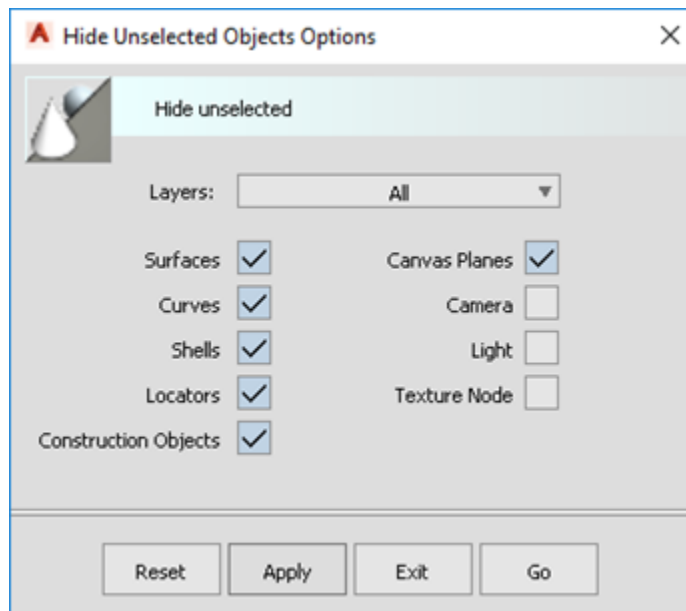 Hide Unselected Objects Options
Hide unselected
Layers: All
Surfaces Canvas Planes
Curves Camera
Shells Light
Locators Texture Node
Construction Objects
Reset Apply Exit Go